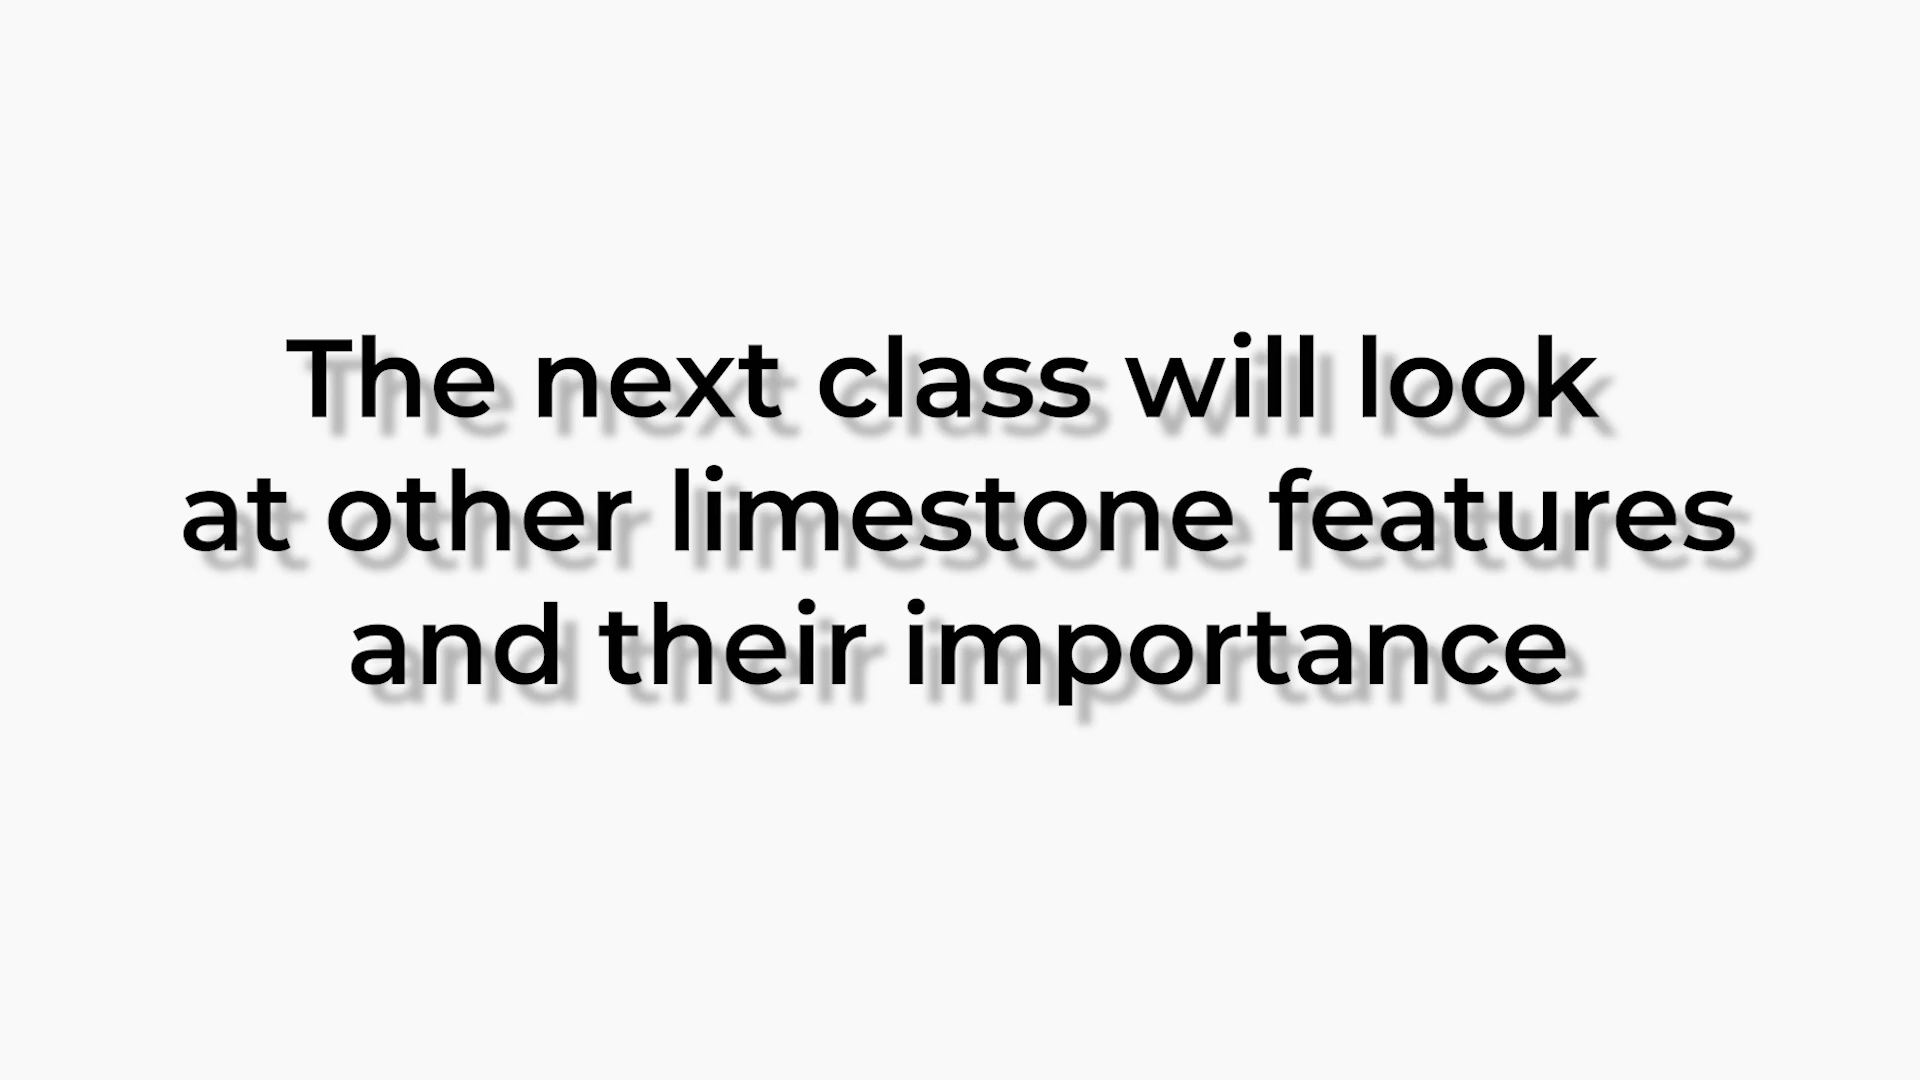 The next class will look
at other limestone features
and their importance